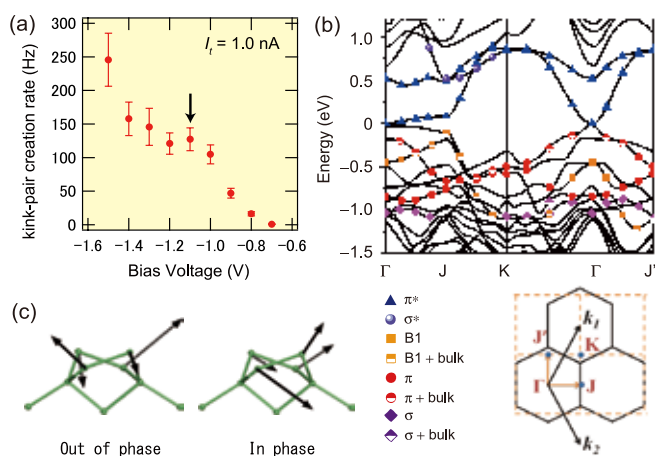 (a)
I_t = 1.0 nA
kink-pair creation rate (Hz)
300
250
200
150
100
50
0
−1.6
−1.4
−1.2
−1.0
−0.8
−0.6
Bias Voltage (V)
(b)
Energy (eV)
1.0
0.5
0
−0.5
−1.0
−1.5
Γ
J
K
Γ
J'
π*
σ*
B1
B1 + bulk
π
π + bulk
σ
σ + bulk
k1
J'
K
Γ
J
k2
(c)
Out of phase
In phase